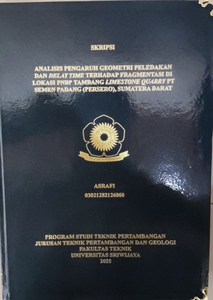 SKRIPSI
ANALISIS PENGARUH GEOMETRI PELEDAKAN
DAN DELAY TIME TERHADAP FRAGMENTASI DI
LOKASI PNBP TAMBANG LIMESTONE QUARRY PT
SEMEN PADANG (PERSERO), SUMATERA BARAT
ASRAFI
03021282126060
PROGRAM STUDI TEKNIK PERTAMBANGAN
JURUSAN TEKNIK PERTAMBANGAN DAN GEOLOGI
FAKULTAS TEKNIK
UNIVERSITAS SRIWIJAYA
2025